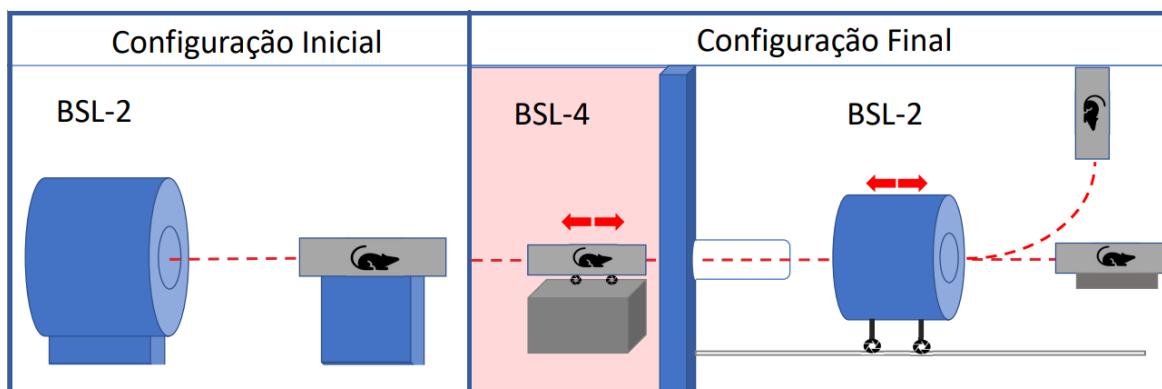 Configuração Inicial
Configuração Final
BSL-2
BSL-4
BSL-2